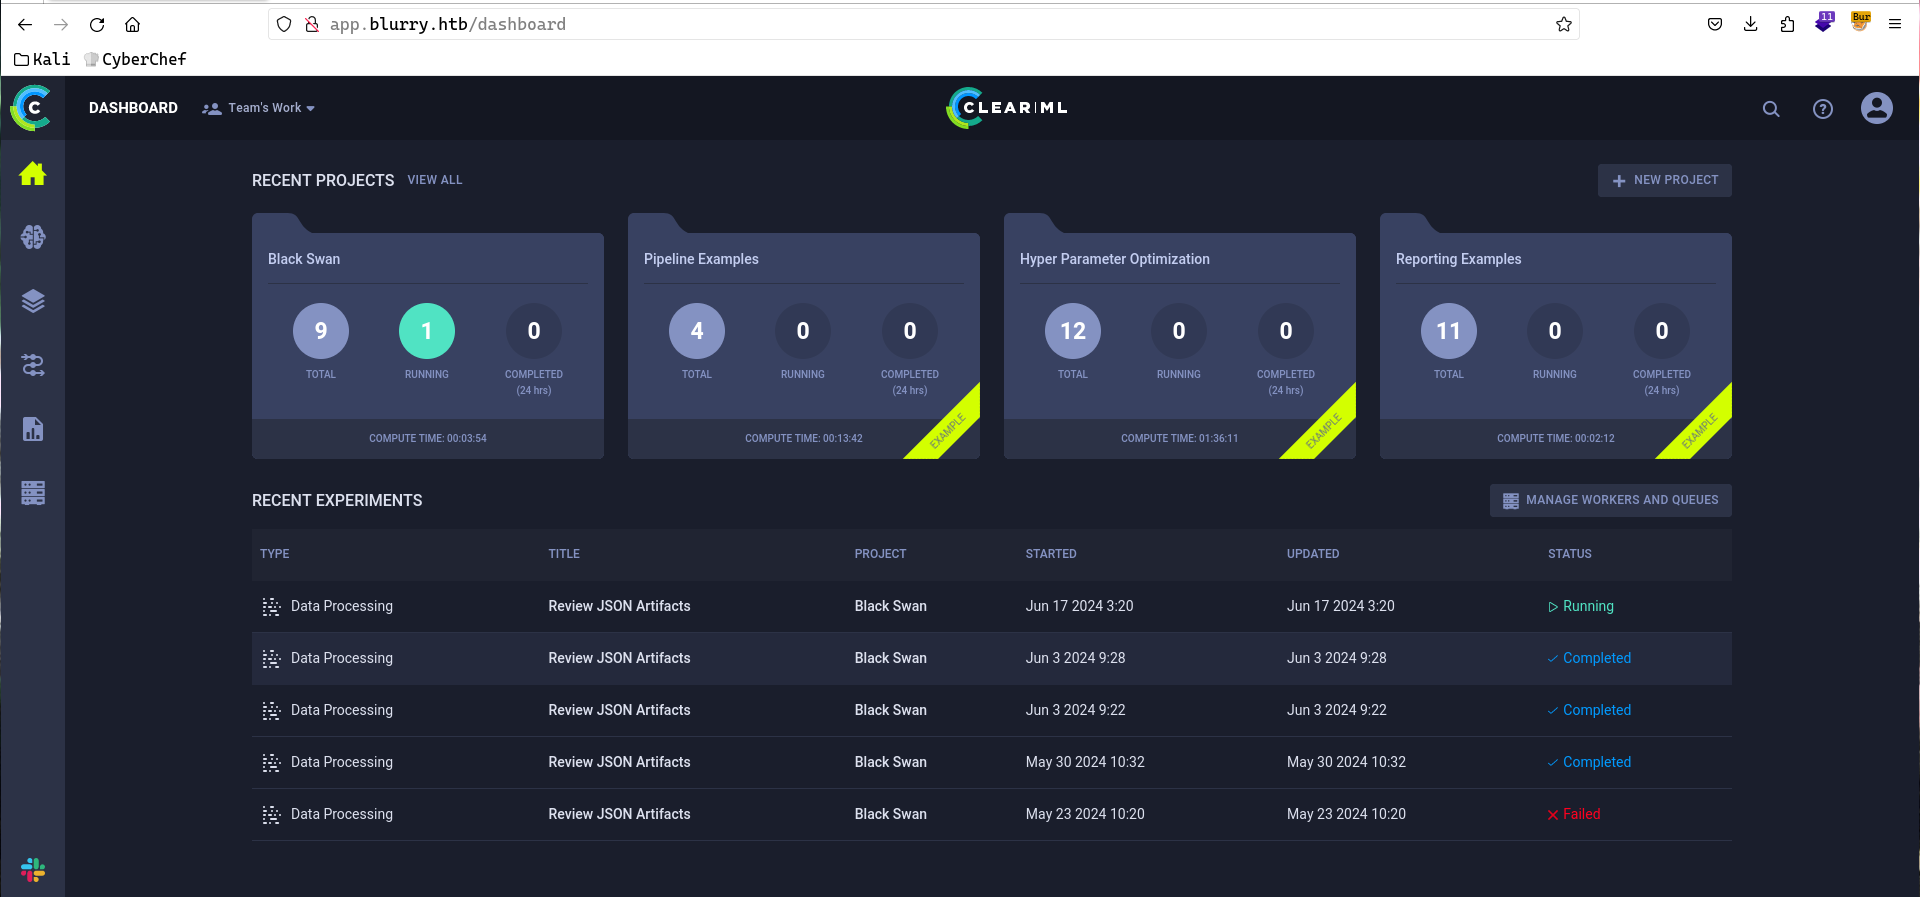 app.blurry.htb/dashboard
11
Bur
Kali CyberChef
C
DASHBOARD Team's Work
CLEAR|ML
RECENT PROJECTS VIEW ALL
+ NEW PROJECT
Black Swan
9 1 0
TOTAL RUNNING COMPLETED
(24 hrs)
COMPUTE TIME: 00:03:54
Pipeline Examples
4 0 0
TOTAL RUNNING COMPLETED
(24 hrs)
COMPUTE TIME: 00:13:42
EXAMPLE
Hyper Parameter Optimization
12 0 0
TOTAL RUNNING COMPLETED
(24 hrs)
COMPUTE TIME: 01:36:11
EXAMPLE
Reporting Examples
11 0 0
TOTAL RUNNING COMPLETED
(24 hrs)
COMPUTE TIME: 00:02:12
EXAMPLE
RECENT EXPERIMENTS
MANAGE WORKERS AND QUEUES
TYPE TITLE PROJECT STARTED UPDATED STATUS
Data Processing Review JSON Artifacts Black Swan Jun 17 2024 3:20 Jun 17 2024 3:20 Running
Data Processing Review JSON Artifacts Black Swan Jun 3 2024 9:28 Jun 3 2024 9:28 Completed
Data Processing Review JSON Artifacts Black Swan Jun 3 2024 9:22 Jun 3 2024 9:22 Completed
Data Processing Review JSON Artifacts Black Swan May 30 2024 10:32 May 30 2024 10:32 Completed
Data Processing Review JSON Artifacts Black Swan May 23 2024 10:20 May 23 2024 10:20 Failed